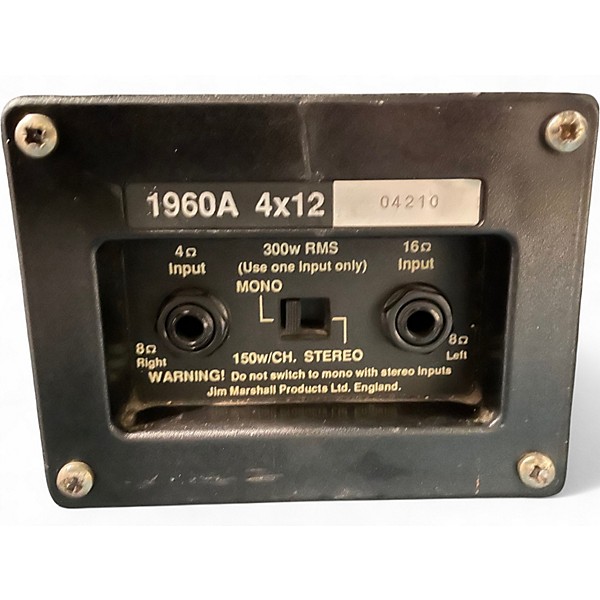 1960A 4x12 04210
4Ω 300w RMS 16Ω
Input (Use one input only) Input
MONO
8Ω 8Ω
Right 150w/CH. STEREO Left
WARNING! Do not switch to mono with stereo inputs
Jim Marshall Products Ltd. England.